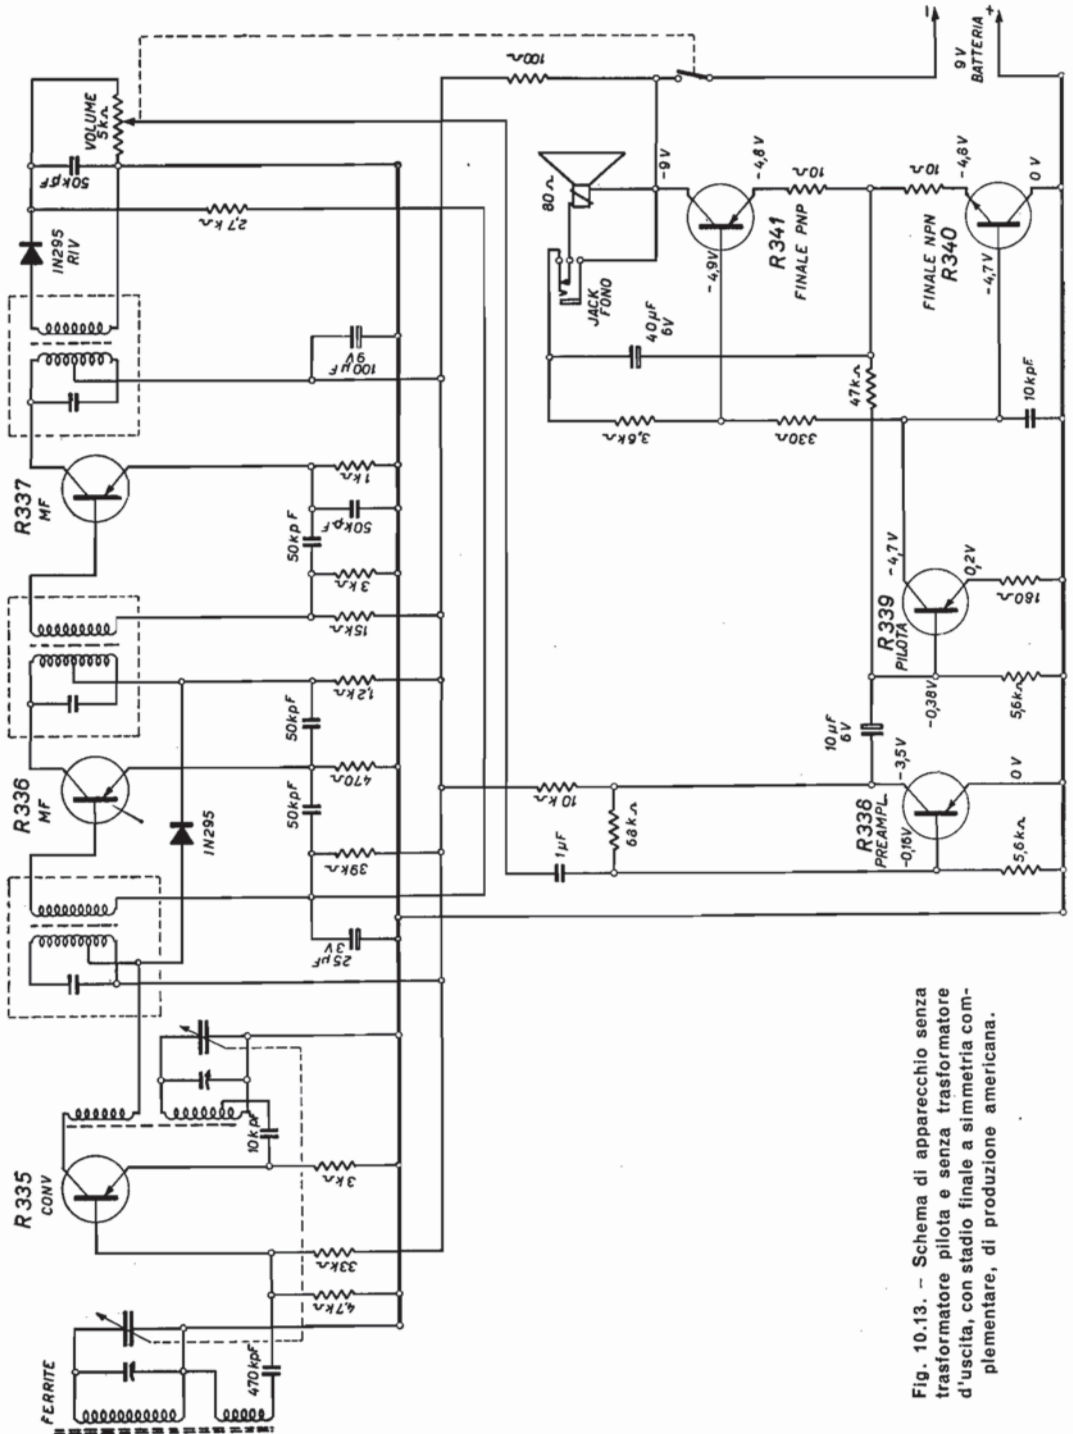 FERRITE
470kpF
4,7kΩ
33kΩ
R335
CONV
3kΩ
10kpF
25µF
3V
39kΩ
50kpF
R336
MF
1N295
470Ω
50kpF
1,2kΩ
15kΩ
3kΩ
50kpF
R337
MF
50kpF
1kΩ
100µF
9V
1N295
RIV
2,7kΩ
50kpF
VOLUME
5kΩ
100Ω
9V
BATTERIA
-
+
80Ω
JACK
FONO
-9V
-4,8V
-4,9V
R341
FINALE PNP
10Ω
10Ω
-4,8V
FINALE NPN
R340
-4,7V
0V
40µF
6V
3,6kΩ
330Ω
47kΩ
10kpF
-4,7V
R339
PILOTA
0,2V
180Ω
-0,38V
5,6kΩ
10µF
6V
10kΩ
68kΩ
1µF
-3,5V
R338
PREAMPL.
-0,16V
0V
5,6kΩ
Fig. 10.13. – Schema di apparecchio senza
trasformatore pilota e senza trasformatore
d'uscita, con stadio finale a simmetria com-
plementare, di produzione americana.